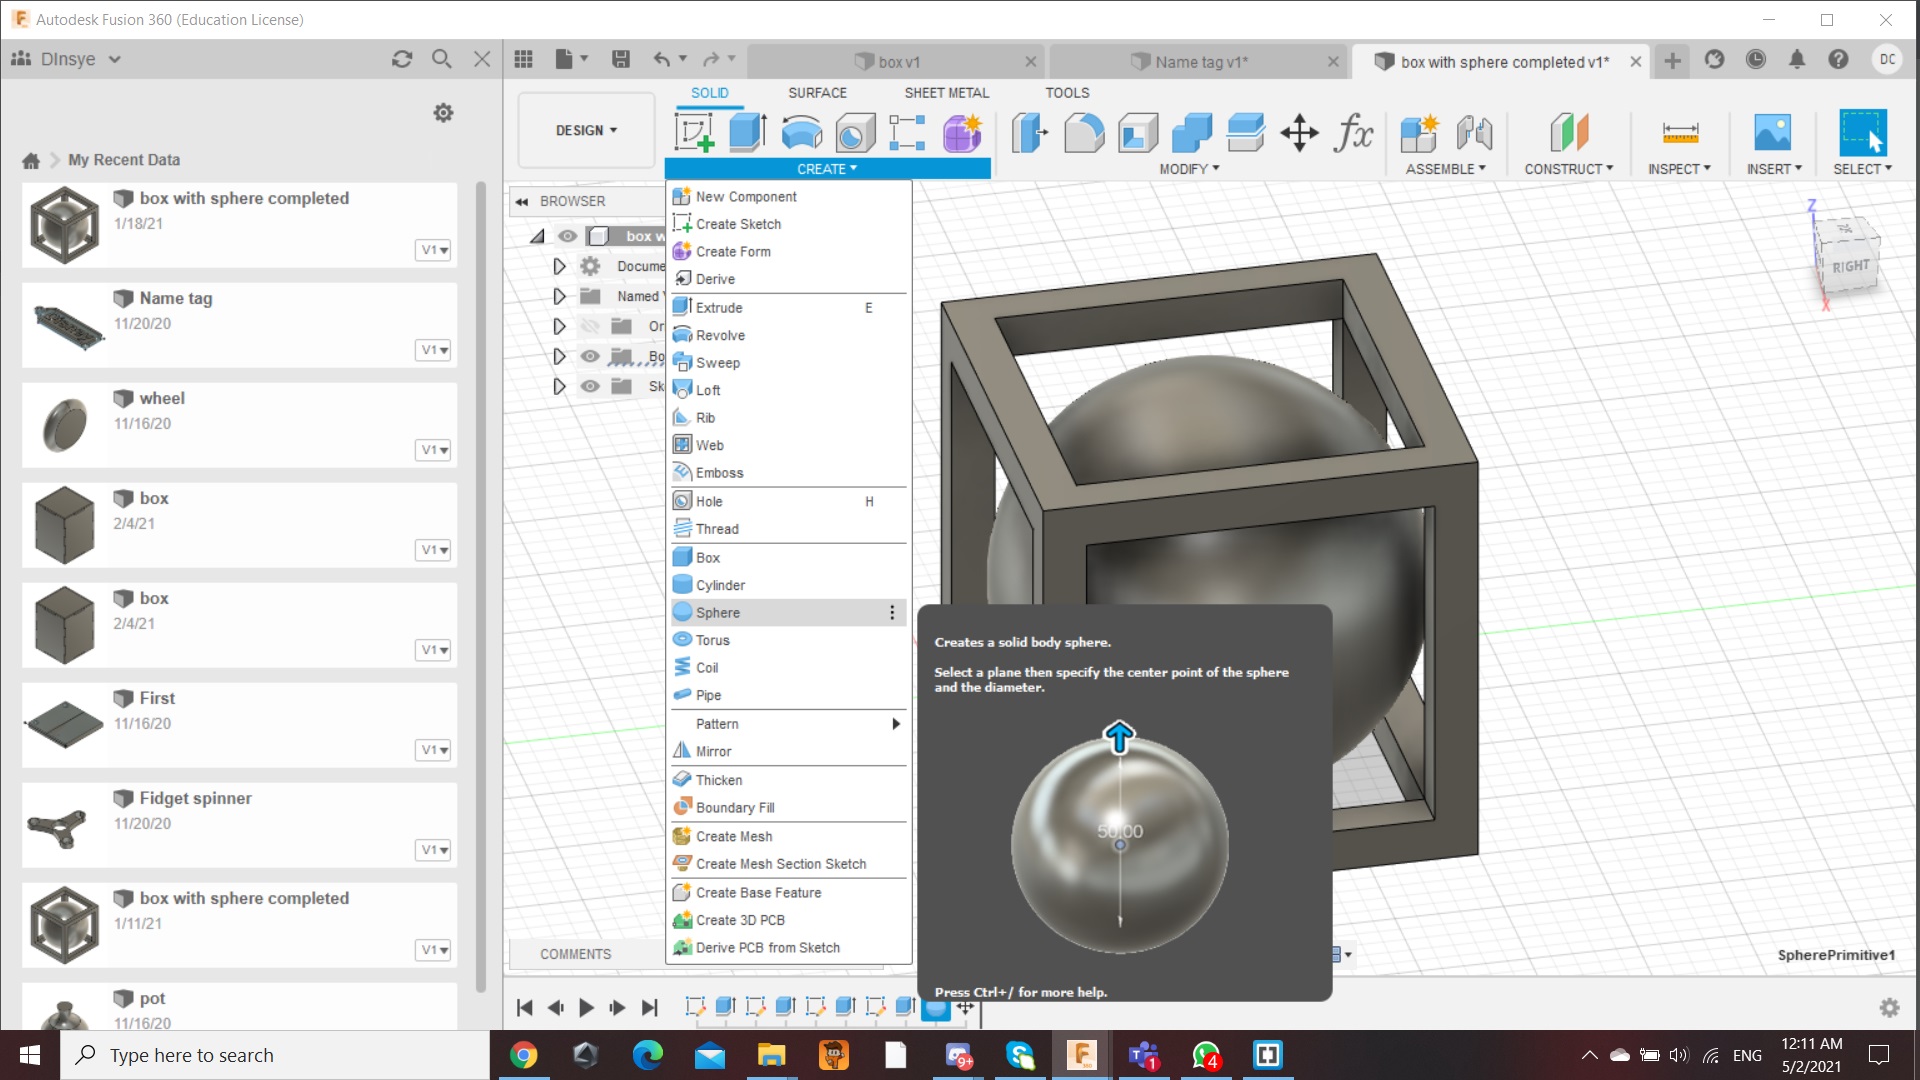 Autodesk Fusion 360 (Education License)
DInsye
box v1
Name tag v1*
box with sphere completed v1*
DC
SOLID
SURFACE
SHEET METAL
TOOLS
DESIGN
CREATE
MODIFY
ASSEMBLE
CONSTRUCT
INSPECT
INSERT
SELECT
My Recent Data
box with sphere completed
1/18/21
V1
Name tag
11/20/20
V1
wheel
11/16/20
V1
box
2/4/21
V1
box
2/4/21
V1
First
11/16/20
V1
Fidget spinner
11/20/20
V1
box with sphere completed
1/11/21
V1
pot
11/16/20
BROWSER
box w
Docume
Named
Or
Bo
Sk
COMMENTS
New Component
Create Sketch
Create Form
Derive
Extrude E
Revolve
Sweep
Loft
Rib
Web
Emboss
Hole H
Thread
Box
Cylinder
Sphere
Torus
Coil
Pipe
Pattern
Mirror
Thicken
Boundary Fill
Create Mesh
Create Mesh Section Sketch
Create Base Feature
Create 3D PCB
Derive PCB from Sketch
Creates a solid body sphere.
Select a plane then specify the center point of the sphere
and the diameter.
50.00
Press Ctrl+/ for more help.
Z
RIGHT
X
SpherePrimitive1
Type here to search
9+
1
4
ENG
12:11 AM
5/2/2021